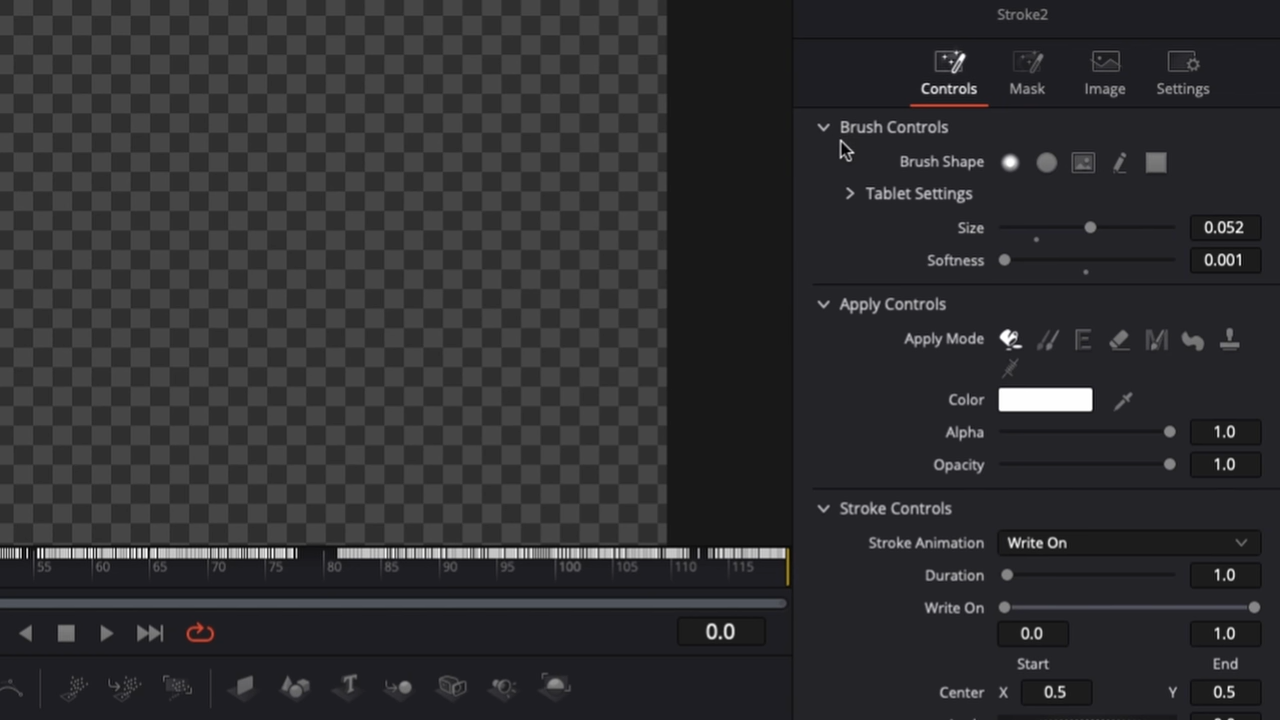 Stroke2
Controls Mask Image Settings
Brush Controls
Brush Shape
Tablet Settings
Size 0.052
Softness 0.001
Apply Controls
Apply Mode
Color
Alpha 1.0
Opacity 1.0
Stroke Controls
Stroke Animation Write On
Duration 1.0
Write On
0.0 1.0
Start End
Center X 0.5 Y 0.5
55 60 65 70 75 80 85 90 95 100 105 110 115
0.0